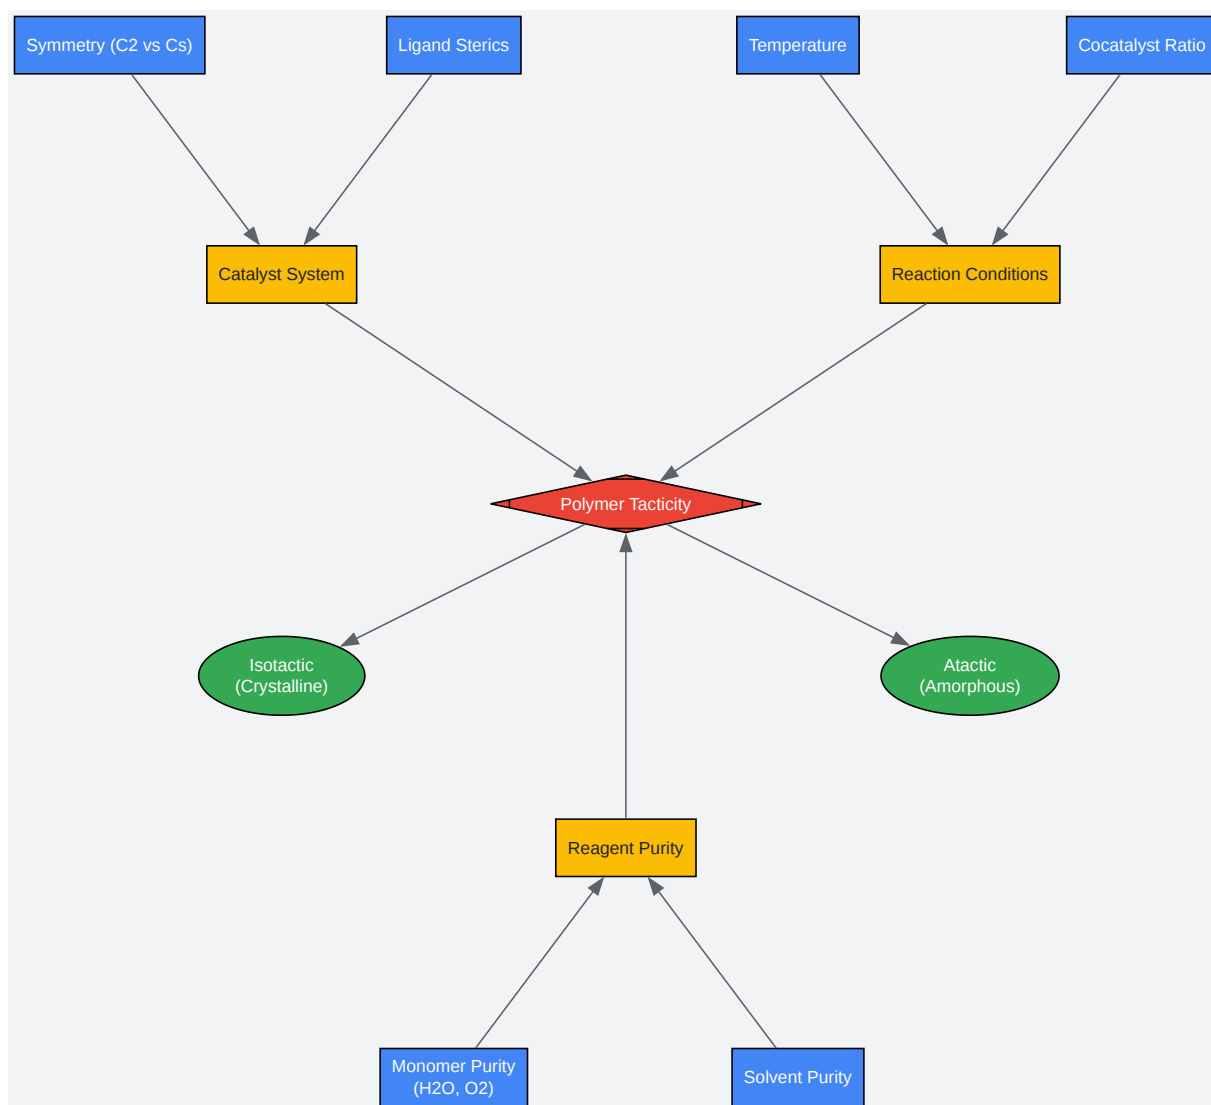 Symmetry (C2 vs Cs)
Ligand Sterics
Temperature
Cocatalyst Ratio
Catalyst System
Reaction Conditions
Polymer Tacticity
Isotactic
(Crystalline)
Atactic
(Amorphous)
Reagent Purity
Monomer Purity
(H2O, O2)
Solvent Purity